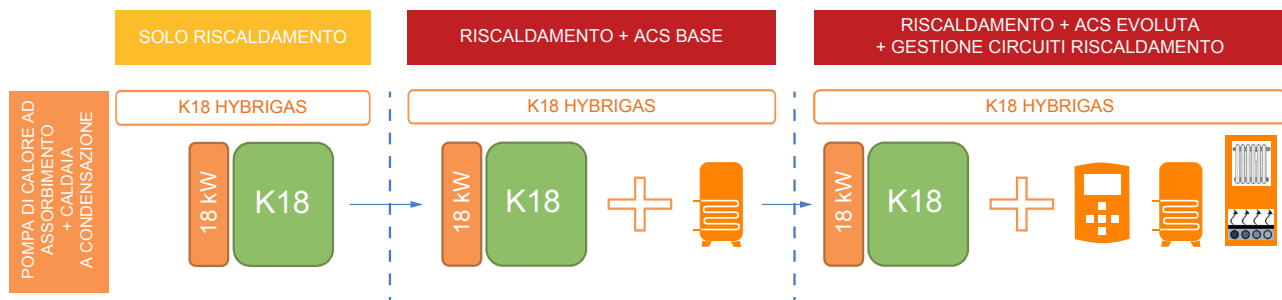 SOLO RISCALDAMENTO
RISCALDAMENTO + ACS BASE
RISCALDAMENTO + ACS EVOLUTA
+ GESTIONE CIRCUITI RISCALDAMENTO
POMPA DI CALORE AD
ASSORBIMENTO
+
CALDAIA
A CONDENSAZIONE
K18 HYBRIGAS
18 kW
K18
K18 HYBRIGAS
18 kW
K18
K18 HYBRIGAS
18 kW
K18